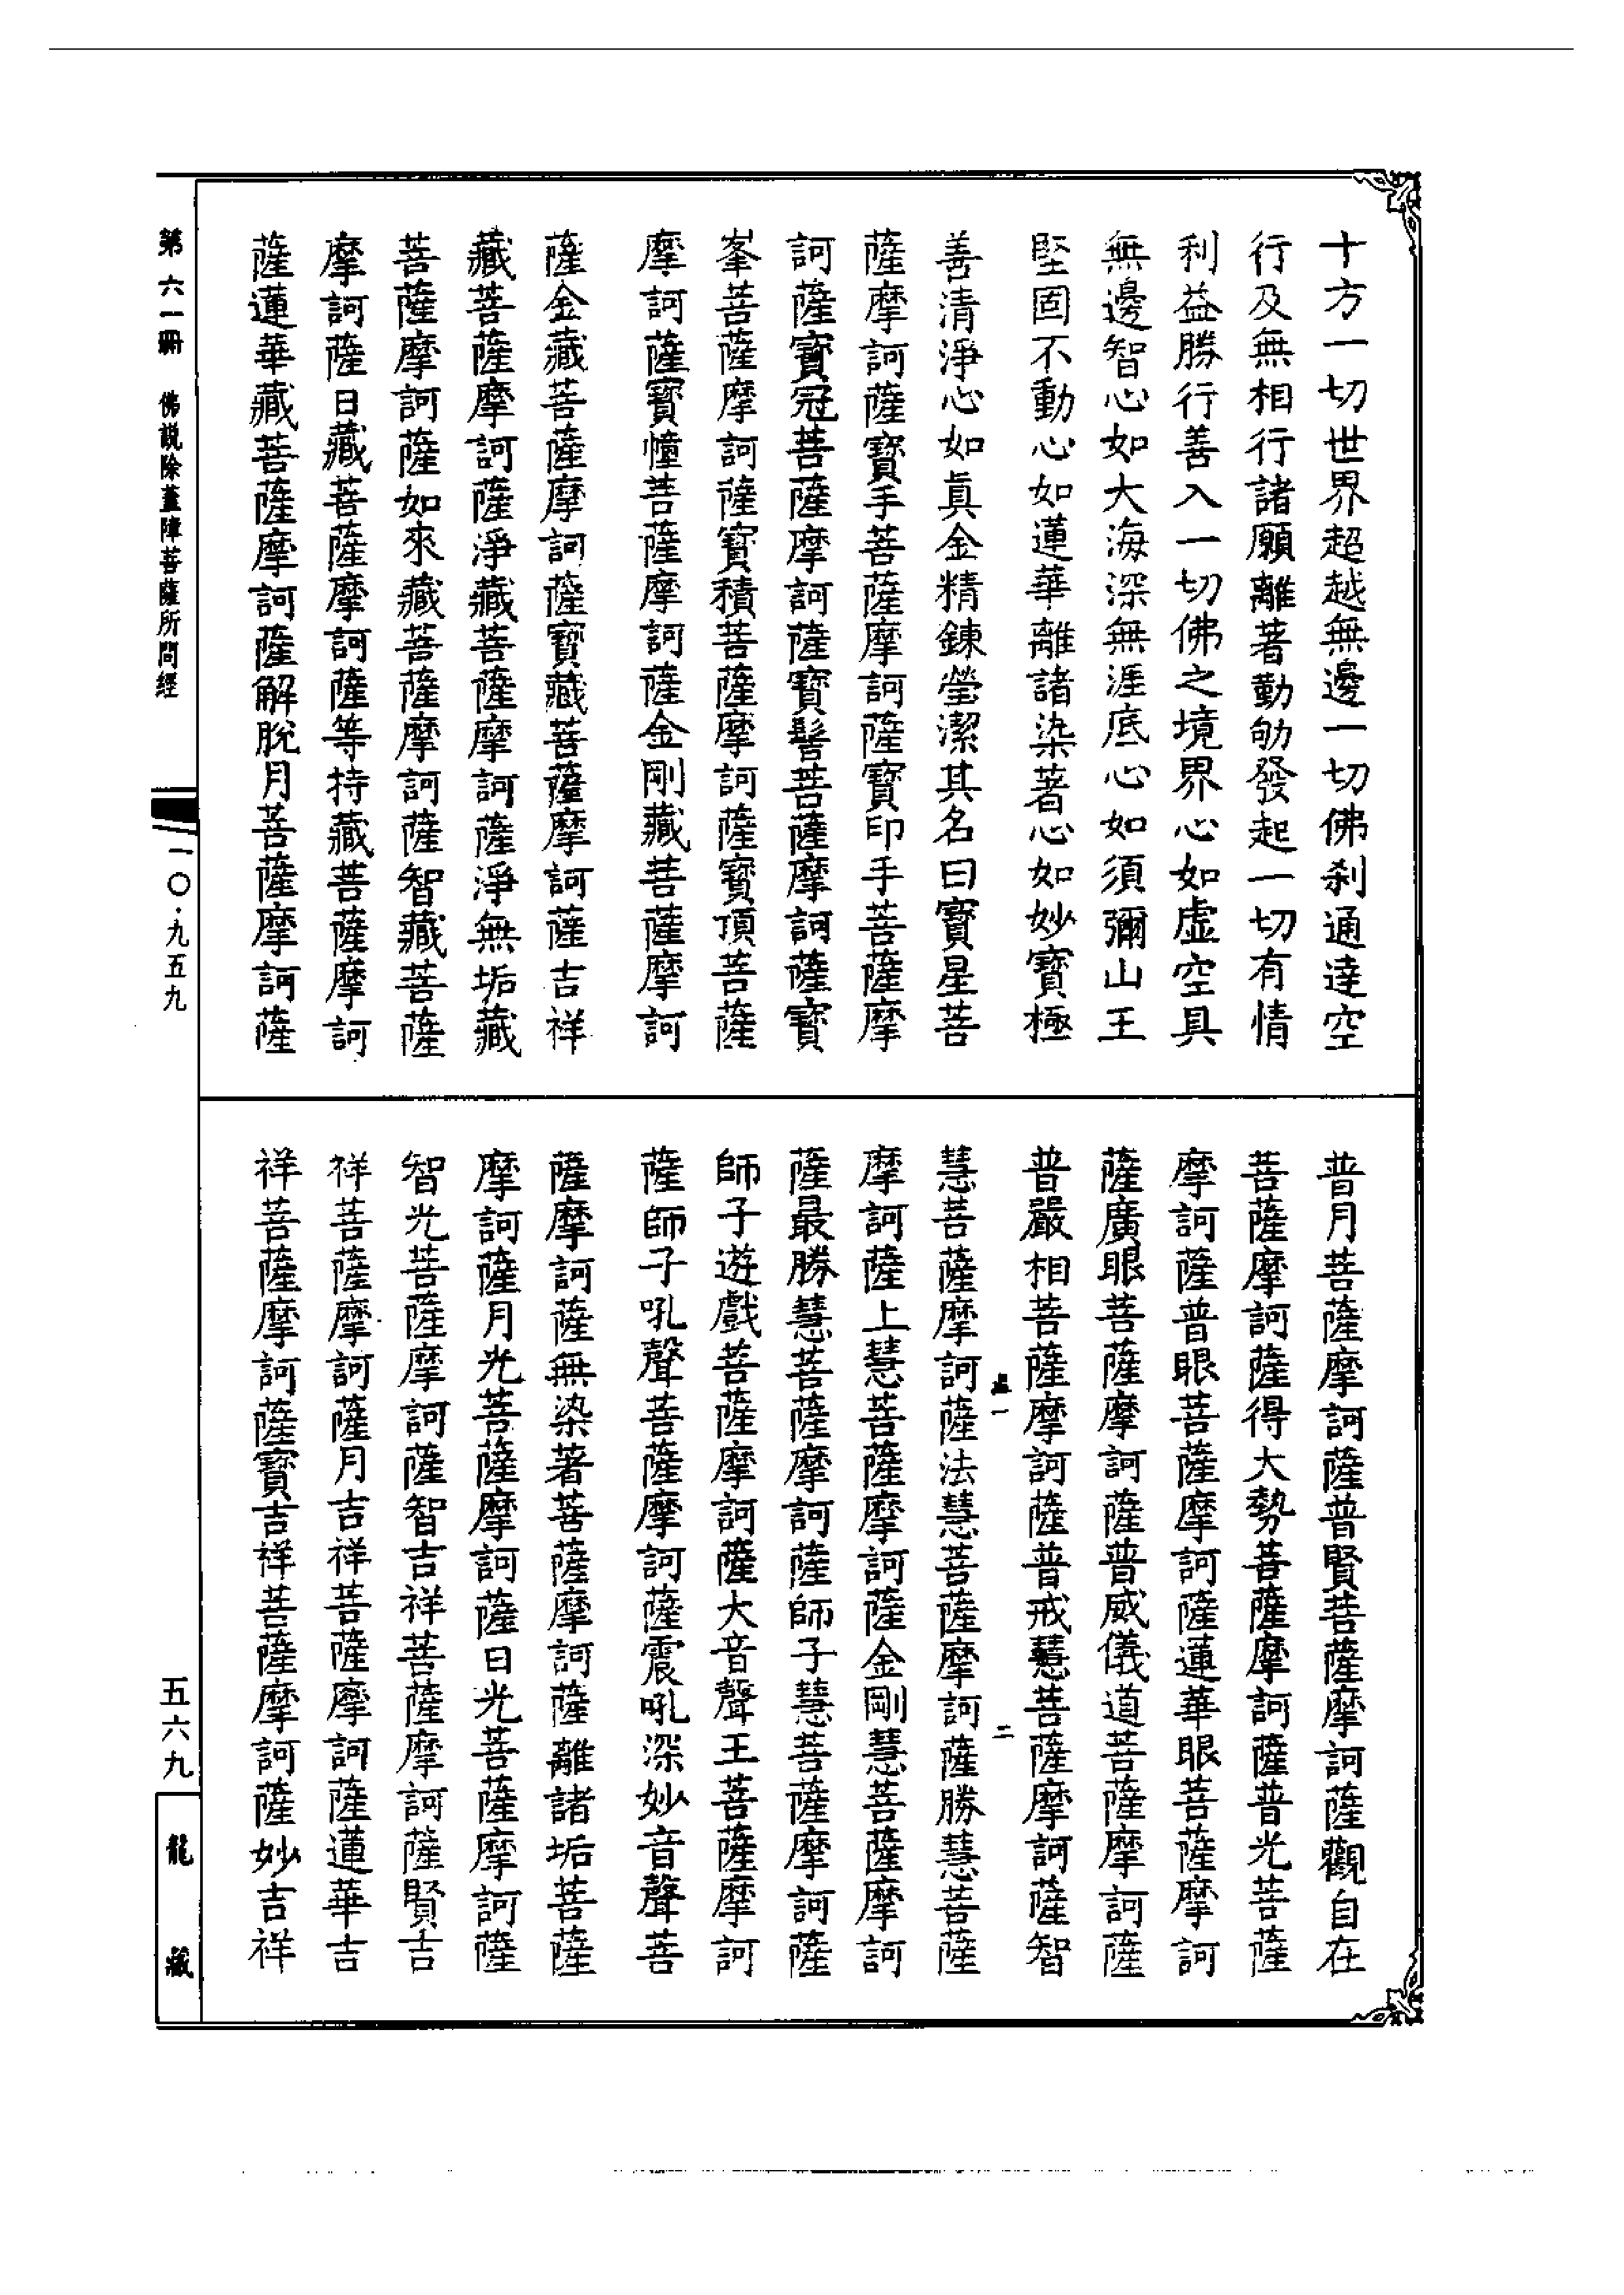 十方一切世界超越無邊一切佛刹通達空
行及無相行諸願離著勤劬發起一切有情
利益勝行善入一切佛之境界心如虛空具
無邊智心如大海深無涯底心如須彌山王
堅固不動心如蓮華離諸染著心如妙寶極
善清淨心如真金精鍊瑩潔其名曰寶星菩
薩摩訶薩寶手菩薩摩訶薩寶印手菩薩摩
訶薩寶冠菩薩摩訶薩寶髻菩薩摩訶薩寶
峯菩薩摩訶薩寶積菩薩摩訶薩寶頂菩薩
摩訶薩寶幢菩薩摩訶薩金剛藏菩薩摩訶
薩金藏菩薩摩訶薩寶藏菩薩摩訶薩吉祥
藏菩薩摩訶薩淨藏菩薩摩訶薩淨無垢藏
菩薩摩訶薩如來藏菩薩摩訶薩智藏菩薩
摩訶薩日藏菩薩摩訶薩等持藏菩薩摩訶
薩蓮華藏菩薩摩訶薩解脫月菩薩摩訶薩
普月菩薩摩訶薩普賢菩薩摩訶薩觀自在
菩薩摩訶薩得大勢菩薩摩訶薩普光菩薩
摩訶薩普眼菩薩摩訶薩蓮華眼菩薩摩訶
薩廣眼菩薩摩訶薩普威儀道菩薩摩訶薩
普嚴相菩薩摩訶薩普戒慧菩薩摩訶薩智
一 二
慧菩薩摩訶薩法慧菩薩摩訶薩勝慧菩薩
摩訶薩上慧菩薩摩訶薩金剛慧菩薩摩訶
薩最勝慧菩薩摩訶薩師子慧菩薩摩訶薩
師子遊戲菩薩摩訶薩大音聲王菩薩摩訶
薩師子吼聲菩薩摩訶薩震吼深妙音聲菩
薩摩訶薩無染著菩薩摩訶薩離諸垢菩薩
摩訶薩月光菩薩摩訶薩日光菩薩摩訶薩
智光菩薩摩訶薩智吉祥菩薩摩訶薩賢吉
祥菩薩摩訶薩月吉祥菩薩摩訶薩蓮華吉
祥菩薩摩訶薩寶吉祥菩薩摩訶薩妙吉祥
第六一冊 佛說除蓋障菩薩所問經
一〇·九五九
五六九
龍藏